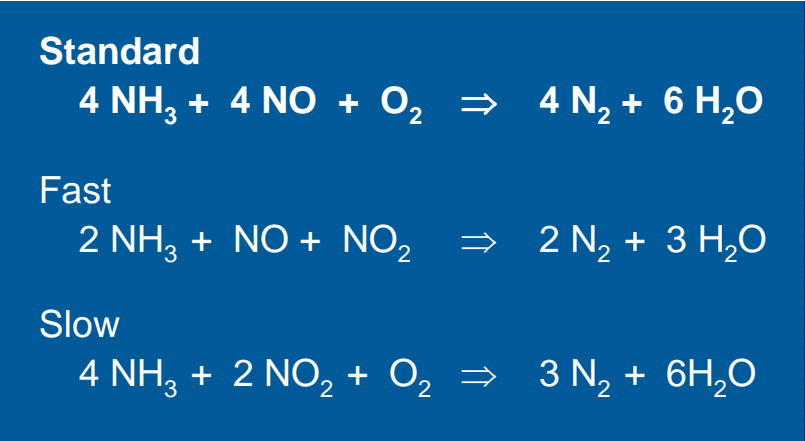 Standard
4 NH₃ + 4 NO + O₂ ⇒ 4 N₂ + 6 H₂O
Fast
2 NH₃ + NO + NO₂ ⇒ 2 N₂ + 3 H₂O
Slow
4 NH₃ + 2 NO₂ + O₂ ⇒ 3 N₂ + 6H₂O